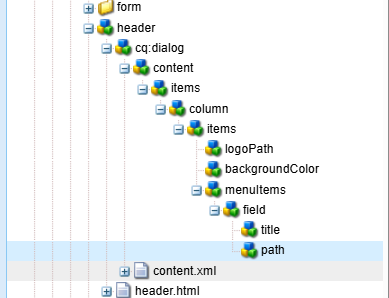 form
header
cq:dialog
content
items
column
items
logoPath
backgroundColor
menuItems
field
title
path
content.xml
header.html